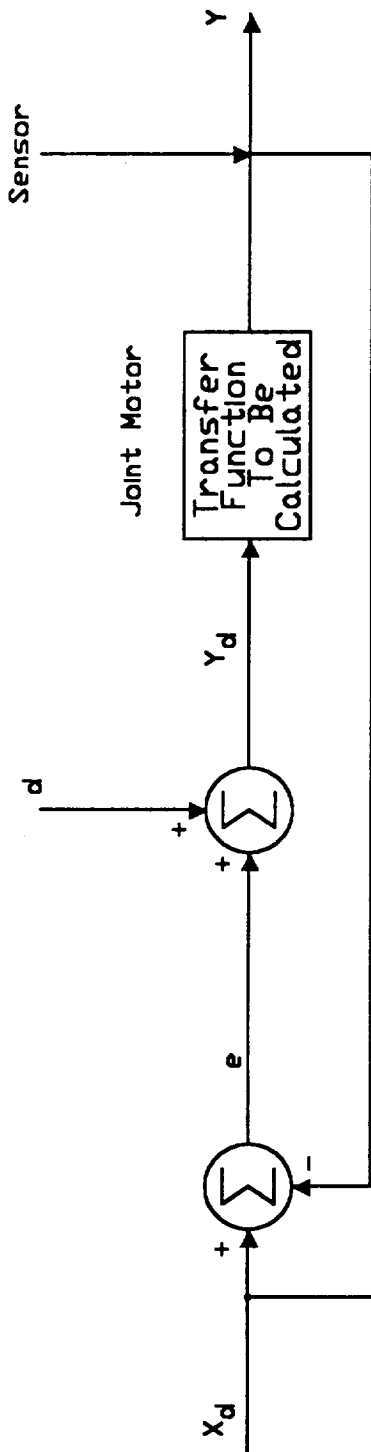 Sensor
Joint Motor
d
X_d
+
-
e
+
+
Y_d
Transfer
Function
To Be
Calculated
Y